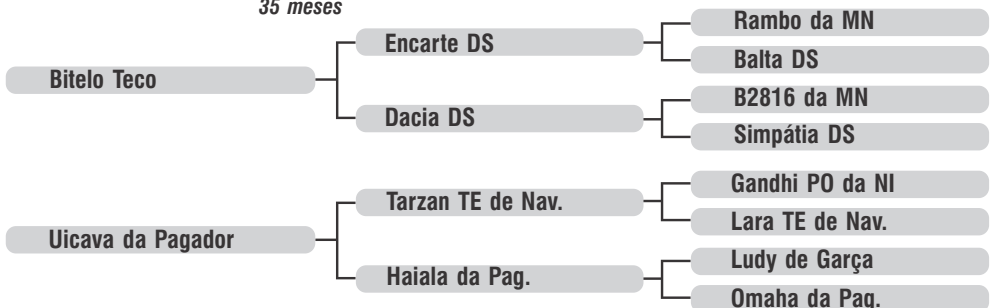 35 meses
Rambo da MN
Encarte DS
Balta DS
Bitelo Teco
B2816 da MN
Dacia DS
Simpátia DS
Gandhi PO da NI
Tarzan TE de Nav.
Lara TE de Nav.
Uicava da Pagador
Ludy de Garça
Haiala da Pag.
Omaha da Pag.